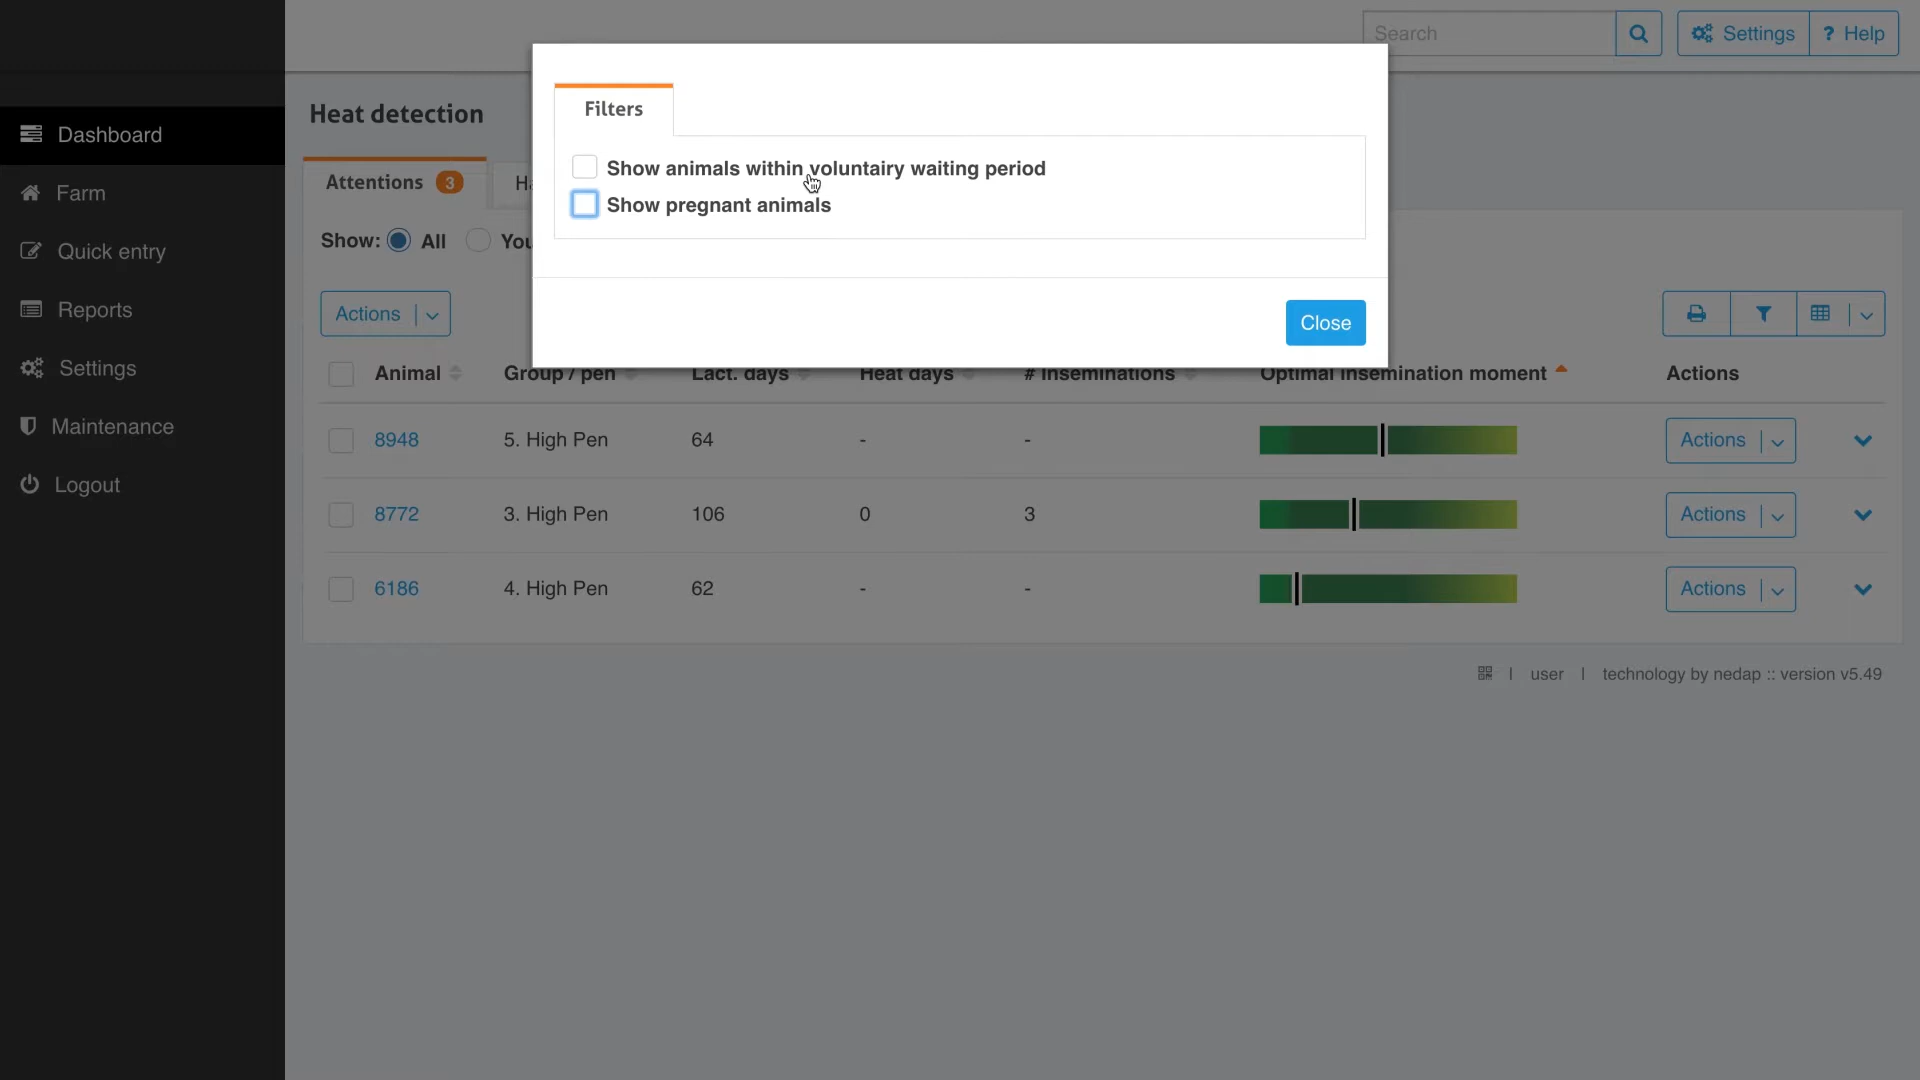 Search
Settings
? Help
Filters
Heat detection
Dashboard
Show animals within voluntairy waiting period
Attentions 3
Farm
Show pregnant animals
Show: All
Quick entry
Reports
Actions
Close
Settings
Animal Group / pen Lact. days Heat days # Inseminations Optimal insemination moment Actions
Maintenance
8948 5. High Pen 64 - - Actions
Logout
8772 3. High Pen 106 0 3 Actions
6186 4. High Pen 62 - - Actions
| user | technology by nedap :: version v5.49